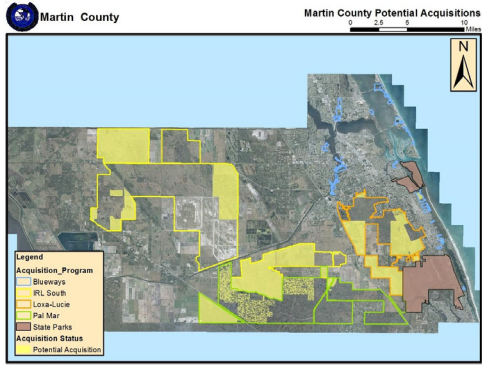 Martin County
Martin County Potential Acquisitions
0 2.5 5 10
Miles
N
Legend
Acquisition_Program
Blueways
IRL South
Loxa-Lucie
Pal Mar
State Parks
Acquisition Status
Potential Acquisition